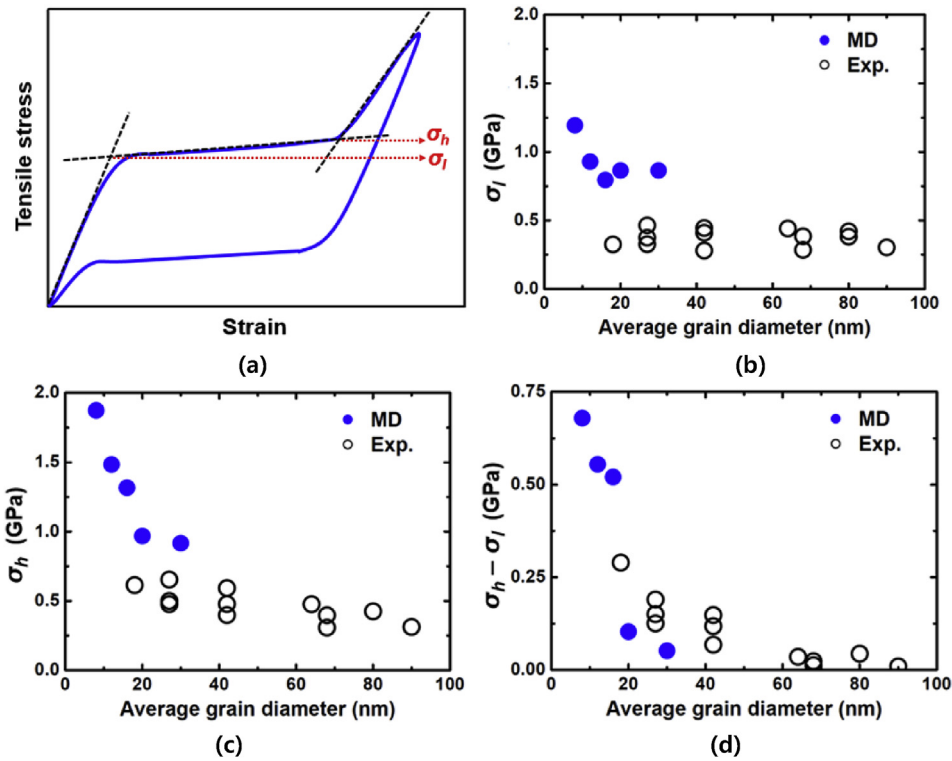 Tensile stress
σh
σl
Strain
(a)
2.0
1.5
1.0
0.5
0.0
σl (GPa)
MD
Exp.
0 20 40 60 80 100
Average grain diameter (nm)
(b)
2.0
1.5
1.0
0.5
0.0
σh (GPa)
MD
Exp.
0 20 40 60 80 100
Average grain diameter (nm)
(c)
0.75
0.50
0.25
0.00
σh − σl (GPa)
MD
Exp.
0 20 40 60 80 100
Average grain diameter (nm)
(d)